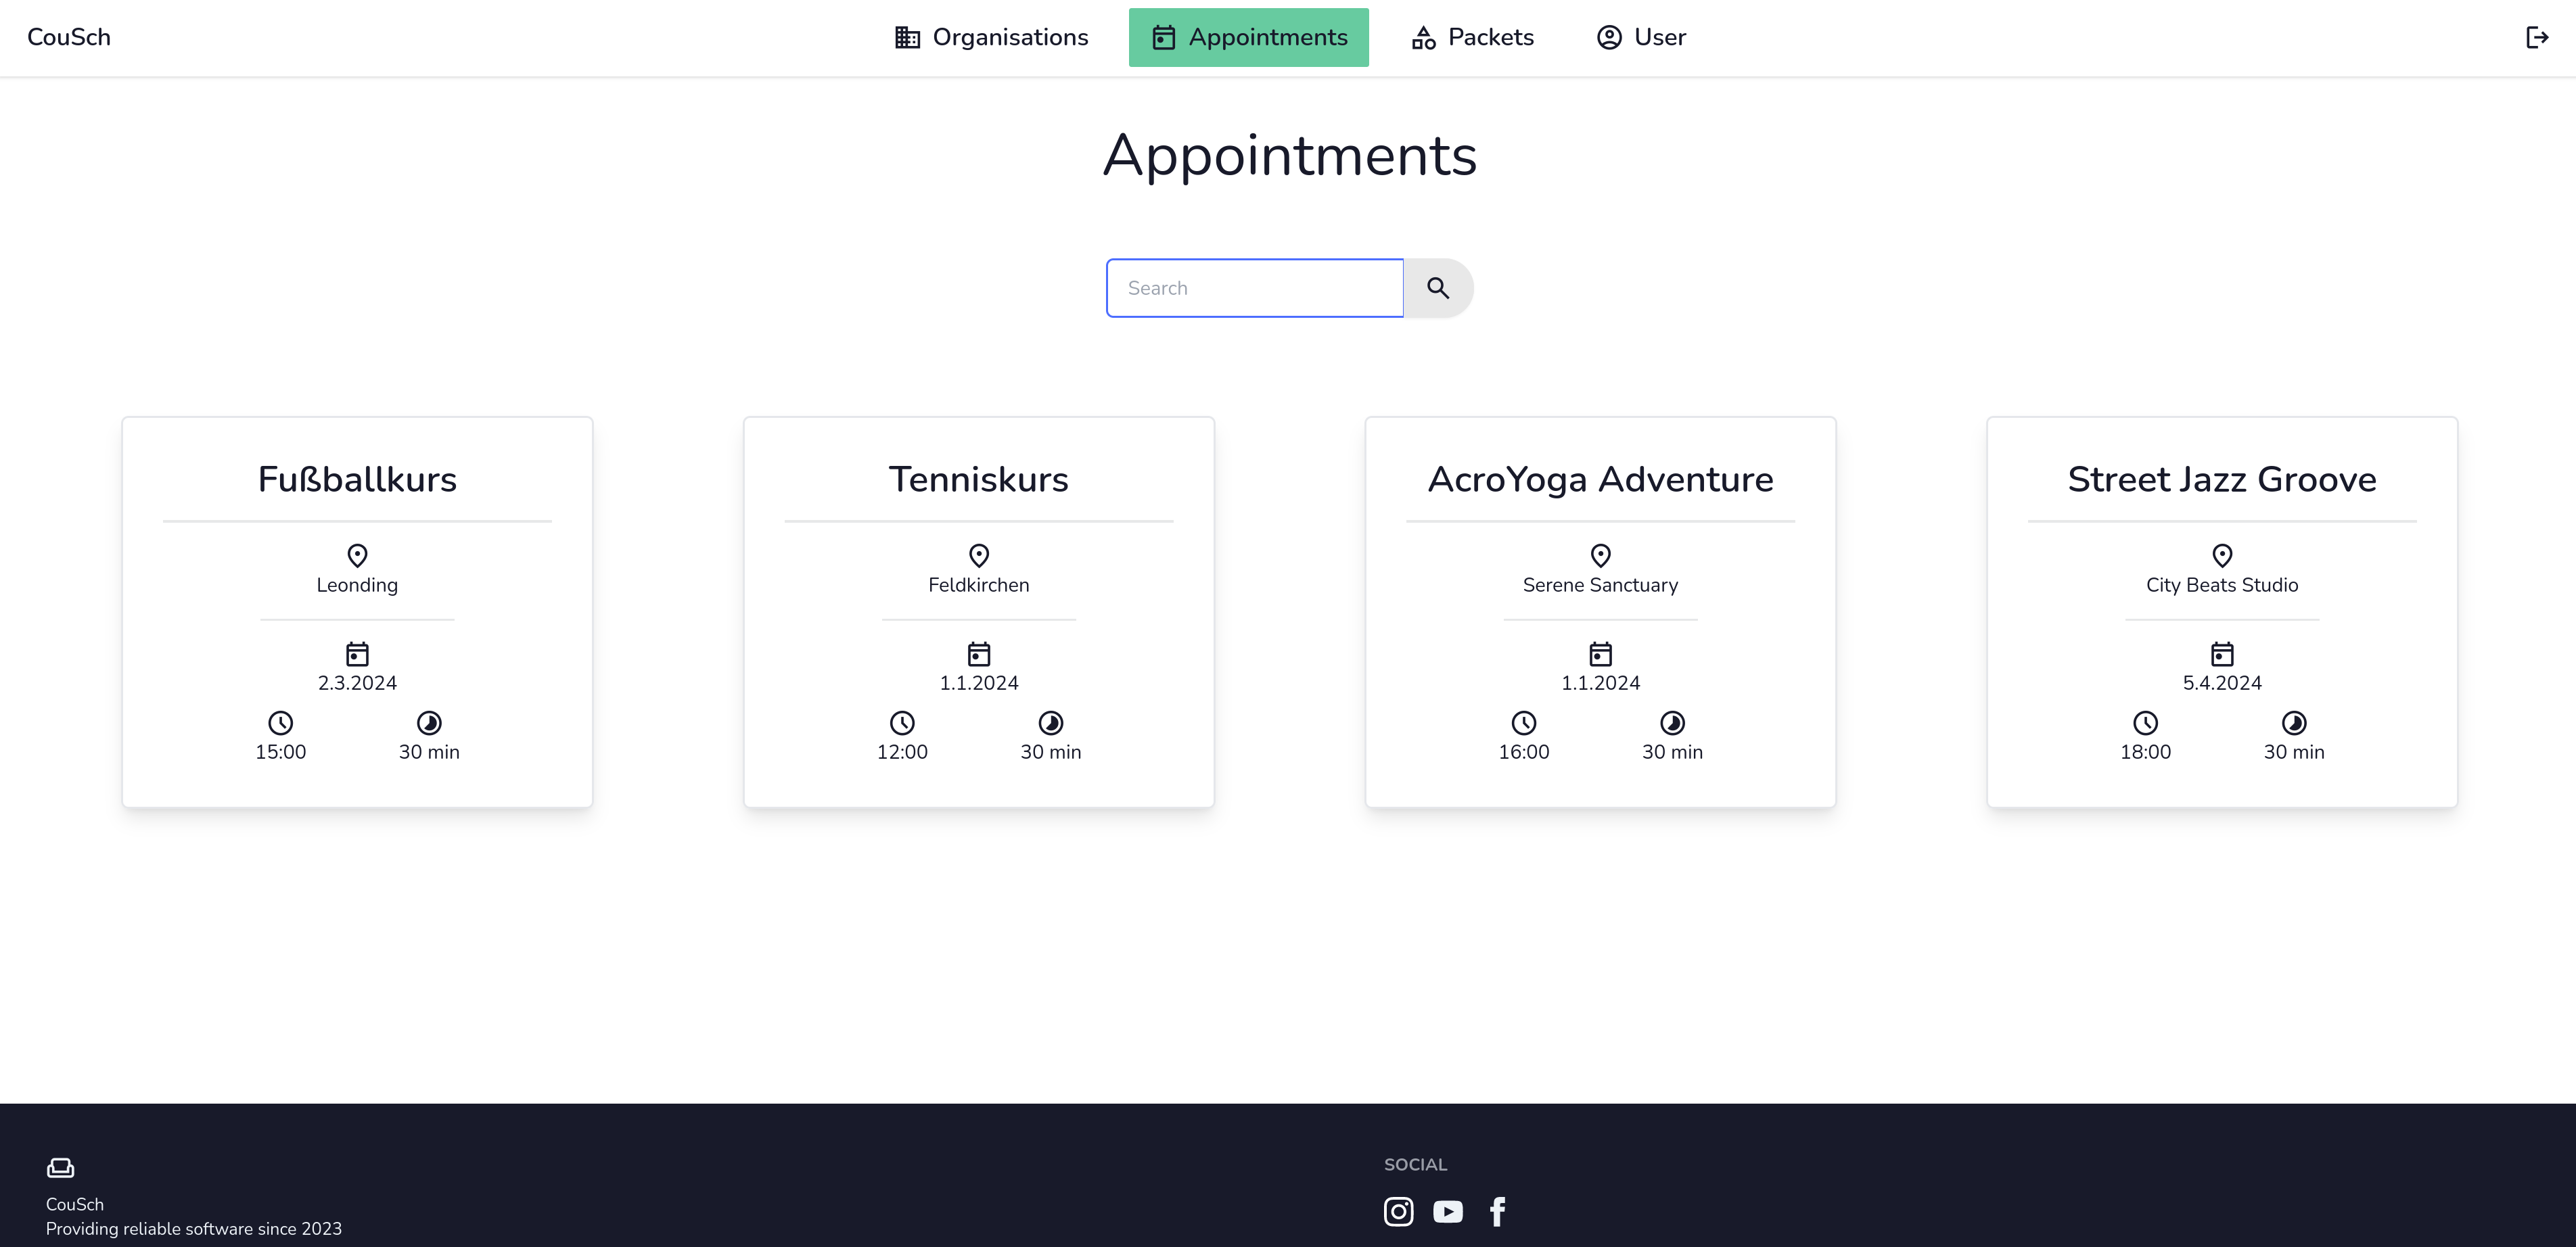 CouSch
Organisations
Appointments
Packets
User
Appointments
Search
Fußballkurs
Leonding
2.3.2024
15:00
30 min
Tenniskurs
Feldkirchen
1.1.2024
12:00
30 min
AcroYoga Adventure
Serene Sanctuary
1.1.2024
16:00
30 min
Street Jazz Groove
City Beats Studio
5.4.2024
18:00
30 min
CouSch
Providing reliable software since 2023
SOCIAL